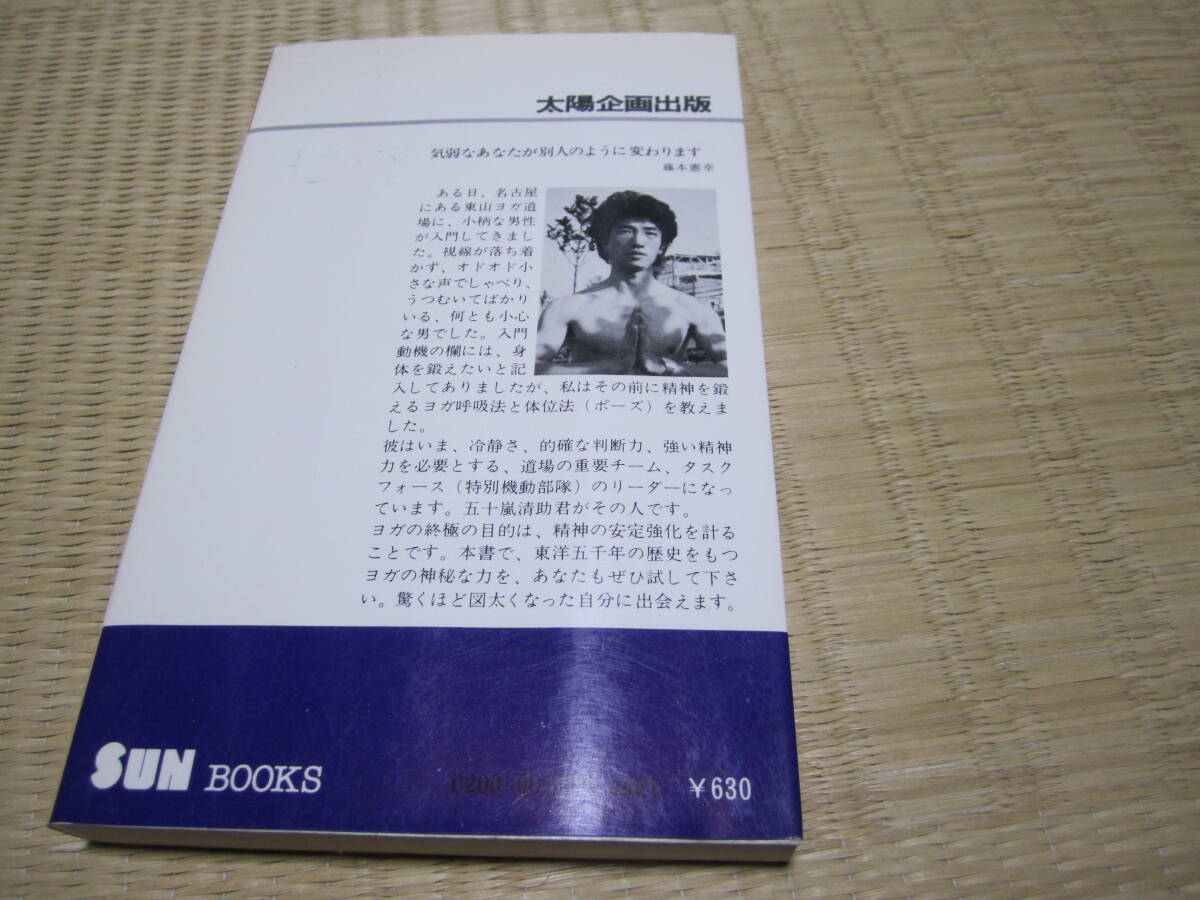 太陽企画出版
気弱なあなたが別人のように変わります
藤本憲幸
ある日、名古屋
にある東山ヨガ道
場に、小柄な男性
が入門してきまし
た。視線が落ち着
かず、オドオド小
さな声でしゃべり、
うつむいてばかり
いる、何とも小心
な男でした。入門
動機の欄には、身
体を鍛えたいと記
入してありましたが、私はその前に精神を鍛
えるヨガ呼吸法と体位法（ポーズ）を教えま
した。
彼はいま、冷静さ、的確な判断力、強い精神
力を必要とする、道場の重要チーム、タスク
フォース（特別機動部隊）のリーダーになっ
ています。五十嵐清助君がその人です。
ヨガの終極の目的は、精神の安定強化を計る
ことです。本書で、東洋五千年の歴史をもつ
ヨガの神秘な力を、あなたもぜひ試して下さ
い。驚くほど図太くなった自分に出会えます。
SUN BOOKS
￥630